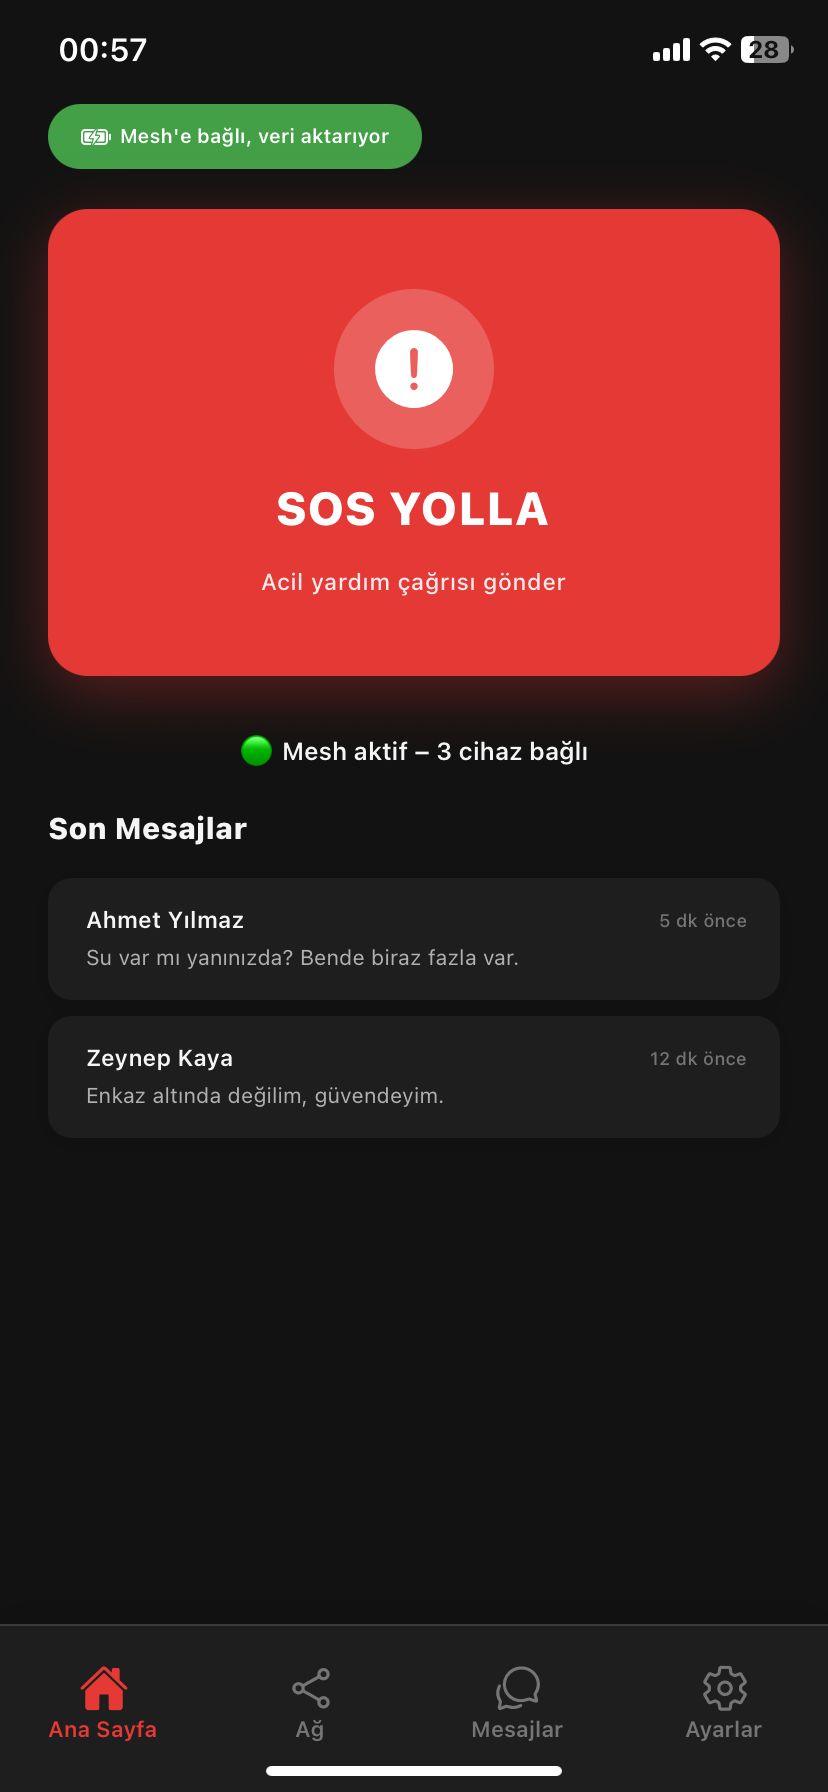 00:57
28
Mesh'e bağlı, veri aktarıyor
SOS YOLLA
Acil yardım çağrısı gönder
Mesh aktif – 3 cihaz bağlı
Son Mesajlar
Ahmet Yılmaz
5 dk önce
Su var mı yanınızda? Bende biraz fazla var.
Zeynep Kaya
12 dk önce
Enkaz altında değilim, güvendeyim.
Ana Sayfa
Ağ
Mesajlar
Ayarlar